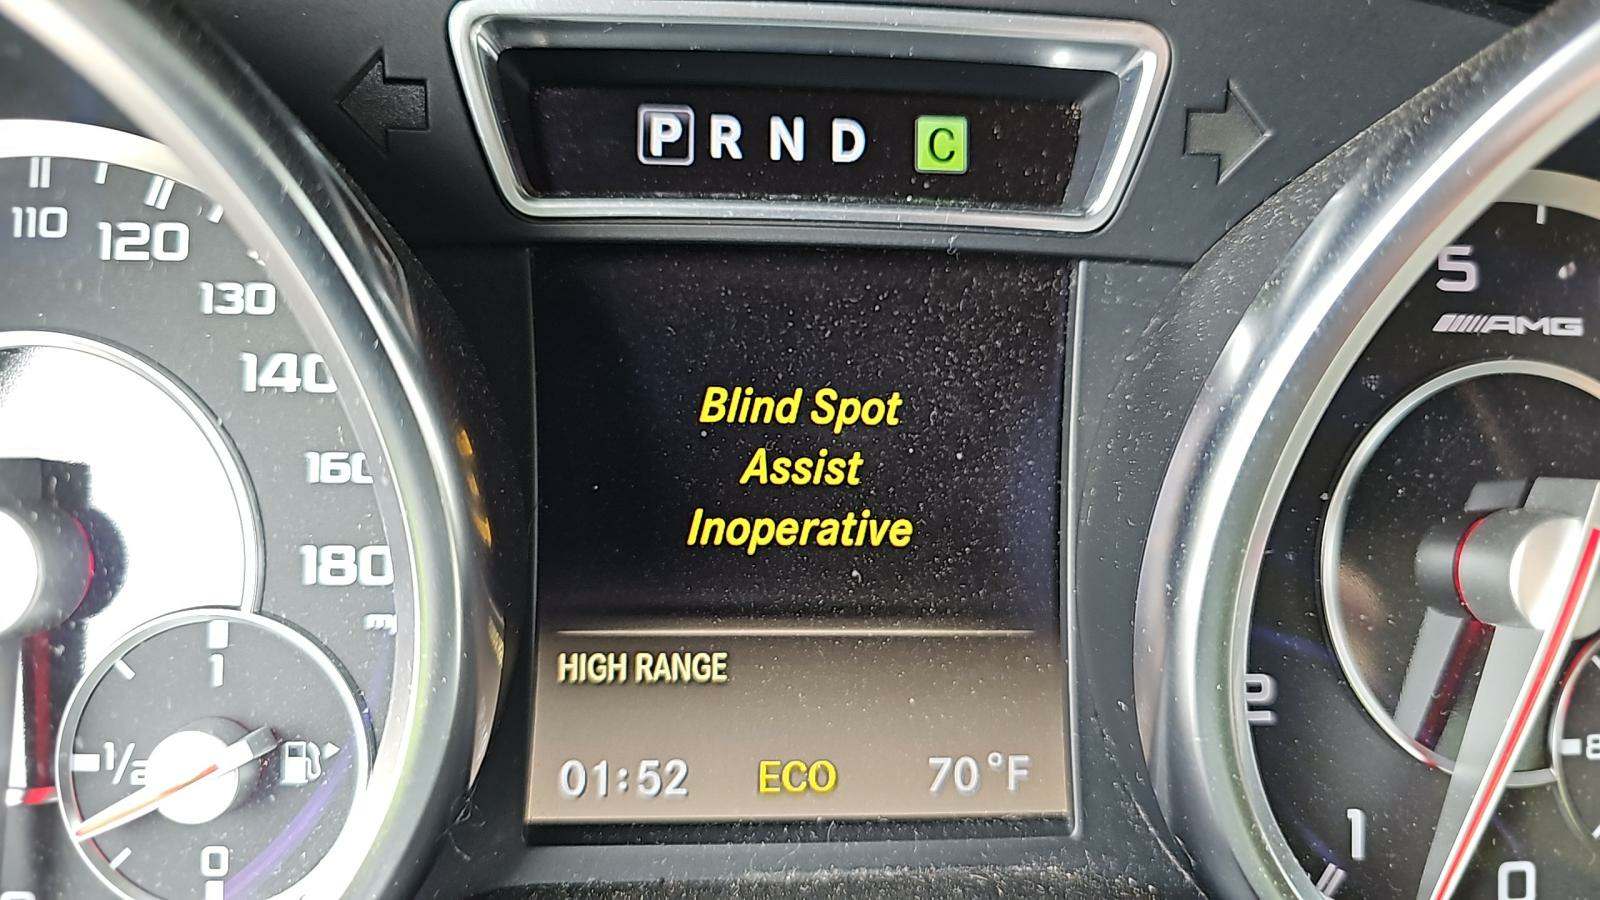 P R N D C
110
120
130
140
160
180
1
1/2
0
Blind Spot
Assist
Inoperative
HIGH RANGE
01:52 ECO 70°F
5
AMG
2
1
0
8